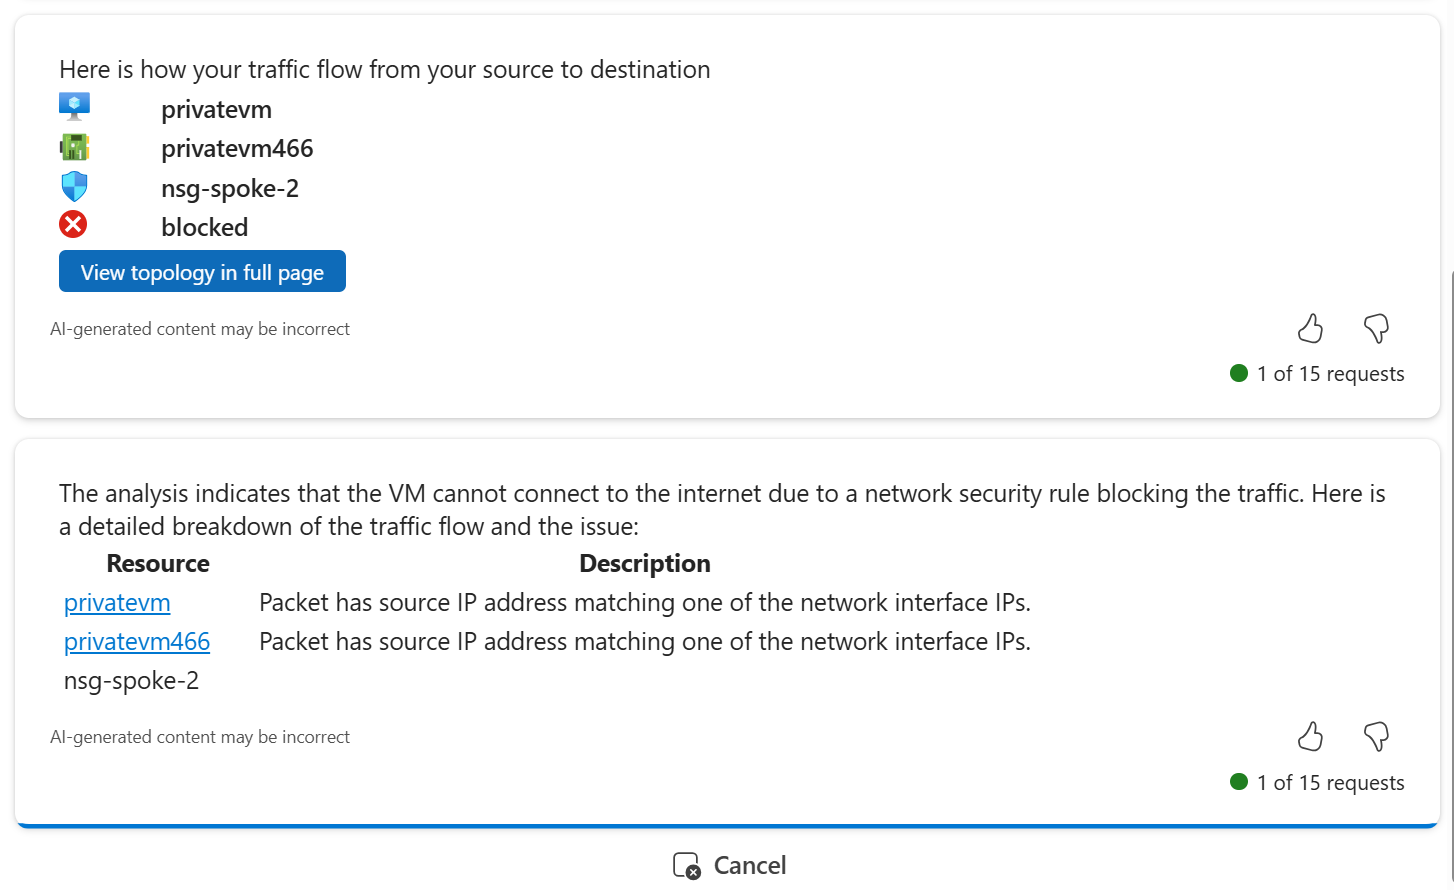 Here is how your traffic flow from your source to destination
privatevm
privatevm466
nsg-spoke-2
blocked
View topology in full page
AI-generated content may be incorrect
1 of 15 requests
The analysis indicates that the VM cannot connect to the internet due to a network security rule blocking the traffic. Here is
a detailed breakdown of the traffic flow and the issue:
Resource Description
privatevm Packet has source IP address matching one of the network interface IPs.
privatevm466 Packet has source IP address matching one of the network interface IPs.
nsg-spoke-2
AI-generated content may be incorrect
1 of 15 requests
Cancel